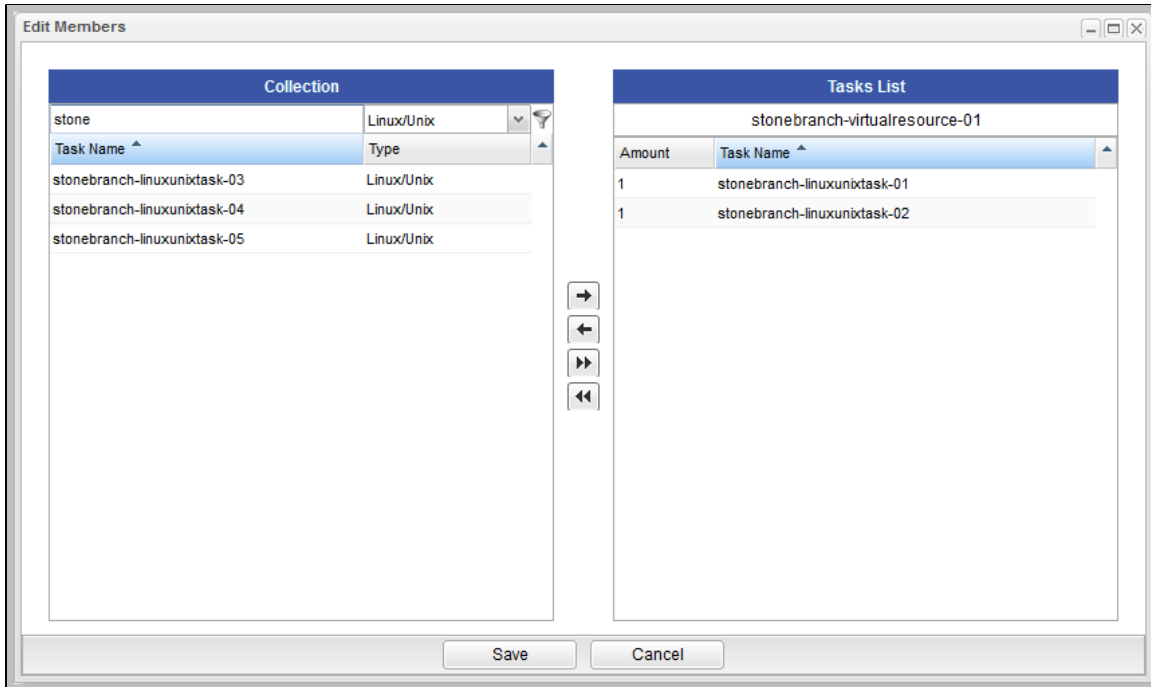 Edit Members
Collection
stone Linux/Unix
Task Name Type
stonebranch-linuxunixtask-03 Linux/Unix
stonebranch-linuxunixtask-04 Linux/Unix
stonebranch-linuxunixtask-05 Linux/Unix
Tasks List
stonebranch-virtualresource-01
Amount Task Name
1 stonebranch-linuxunixtask-01
1 stonebranch-linuxunixtask-02
Save Cancel